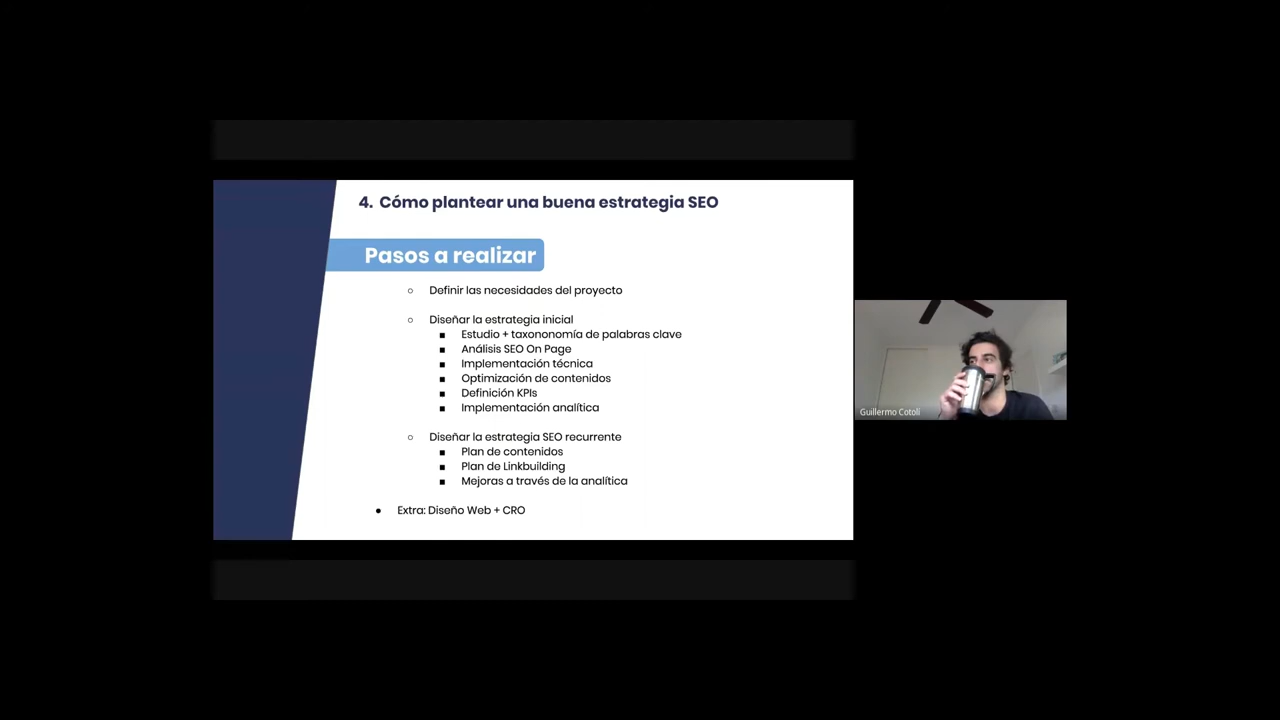 4. Cómo plantear una buena estrategia SEO
Pasos a realizar
○ Definir las necesidades del proyecto
○ Diseñar la estrategia inicial
■ Estudio + taxononomía de palabras clave
■ Análisis SEO On Page
■ Implementación técnica
■ Optimización de contenidos
■ Definición KPIs
■ Implementación analítica
○ Diseñar la estrategia SEO recurrente
■ Plan de contenidos
■ Plan de Linkbuilding
■ Mejoras a través de la analítica
● Extra: Diseño Web + CRO
Guillermo Cotolí